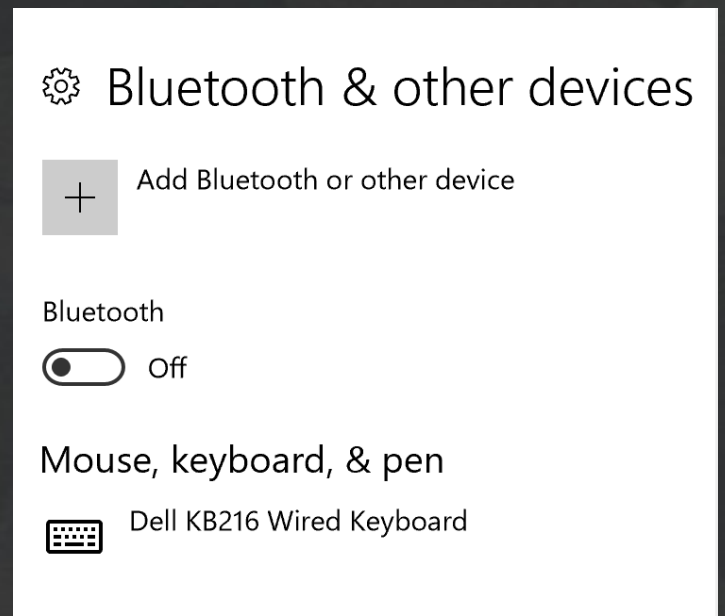 Bluetooth & other devices
Add Bluetooth or other device
Bluetooth
Off
Mouse, keyboard, & pen
Dell KB216 Wired Keyboard